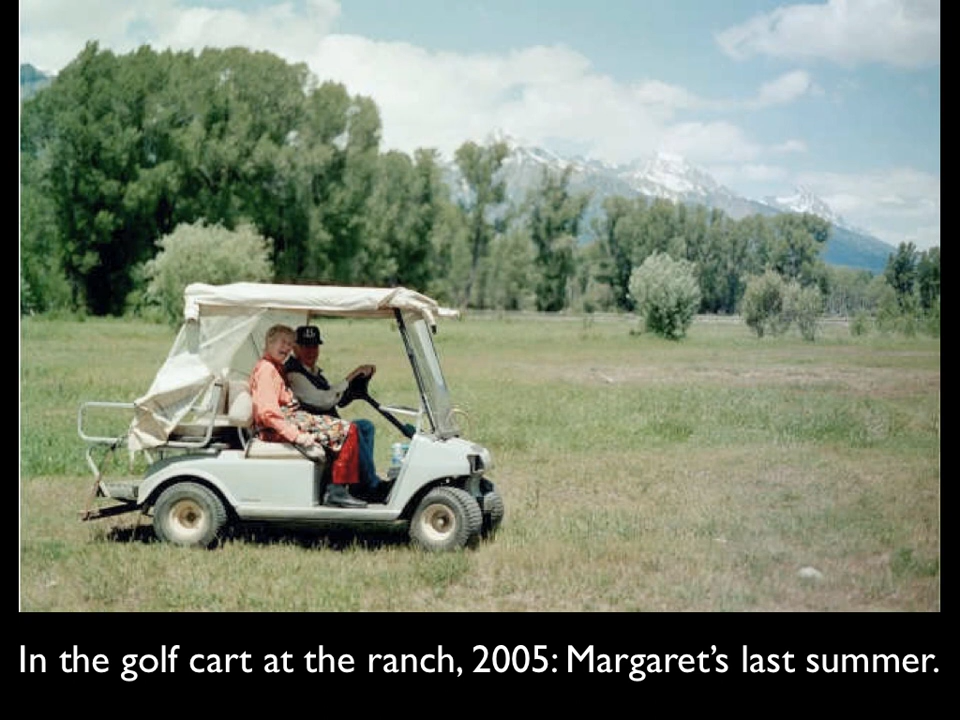 In the golf cart at the ranch, 2005: Margaret’s last summer.